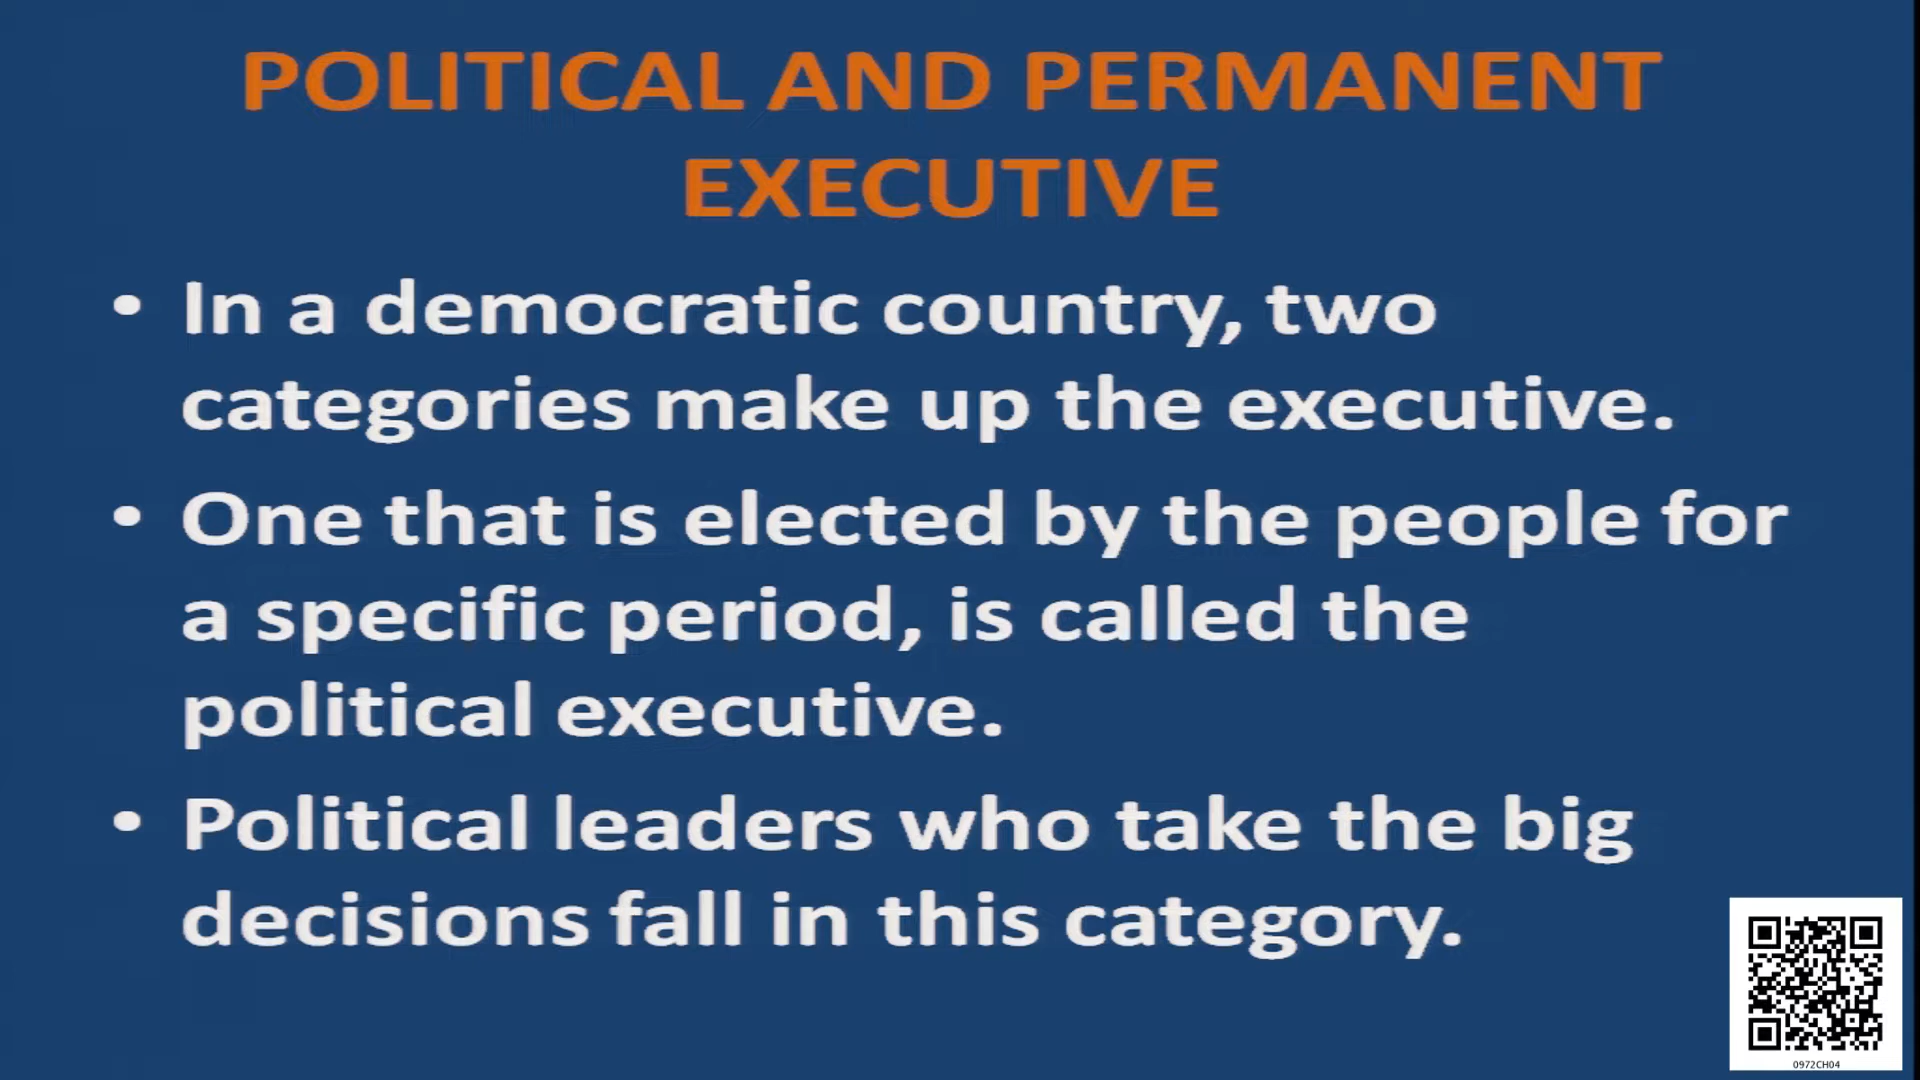 POLITICAL AND PERMANENT
EXECUTIVE
• In a democratic country, two
categories make up the executive.
• One that is elected by the people for
a specific period, is called the
political executive.
• Political leaders who take the big
decisions fall in this category.
0972CH04